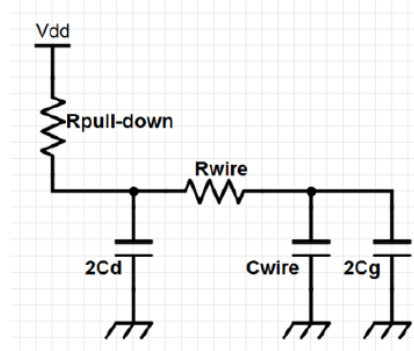 Vdd
Rpull-down
Rwire
2Cd
Cwire
2Cg